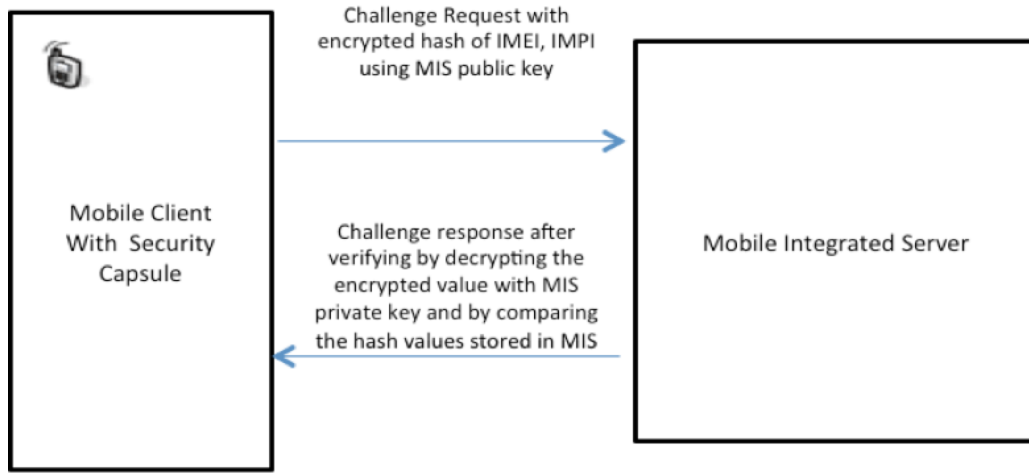 Challenge Request with
encrypted hash of IMEI, IMPI
using MIS public key
Mobile Client
With Security
Capsule
Challenge response after
verifying by decrypting the
encrypted value with MIS
private key and by comparing
the hash values stored in MIS
Mobile Integrated Server